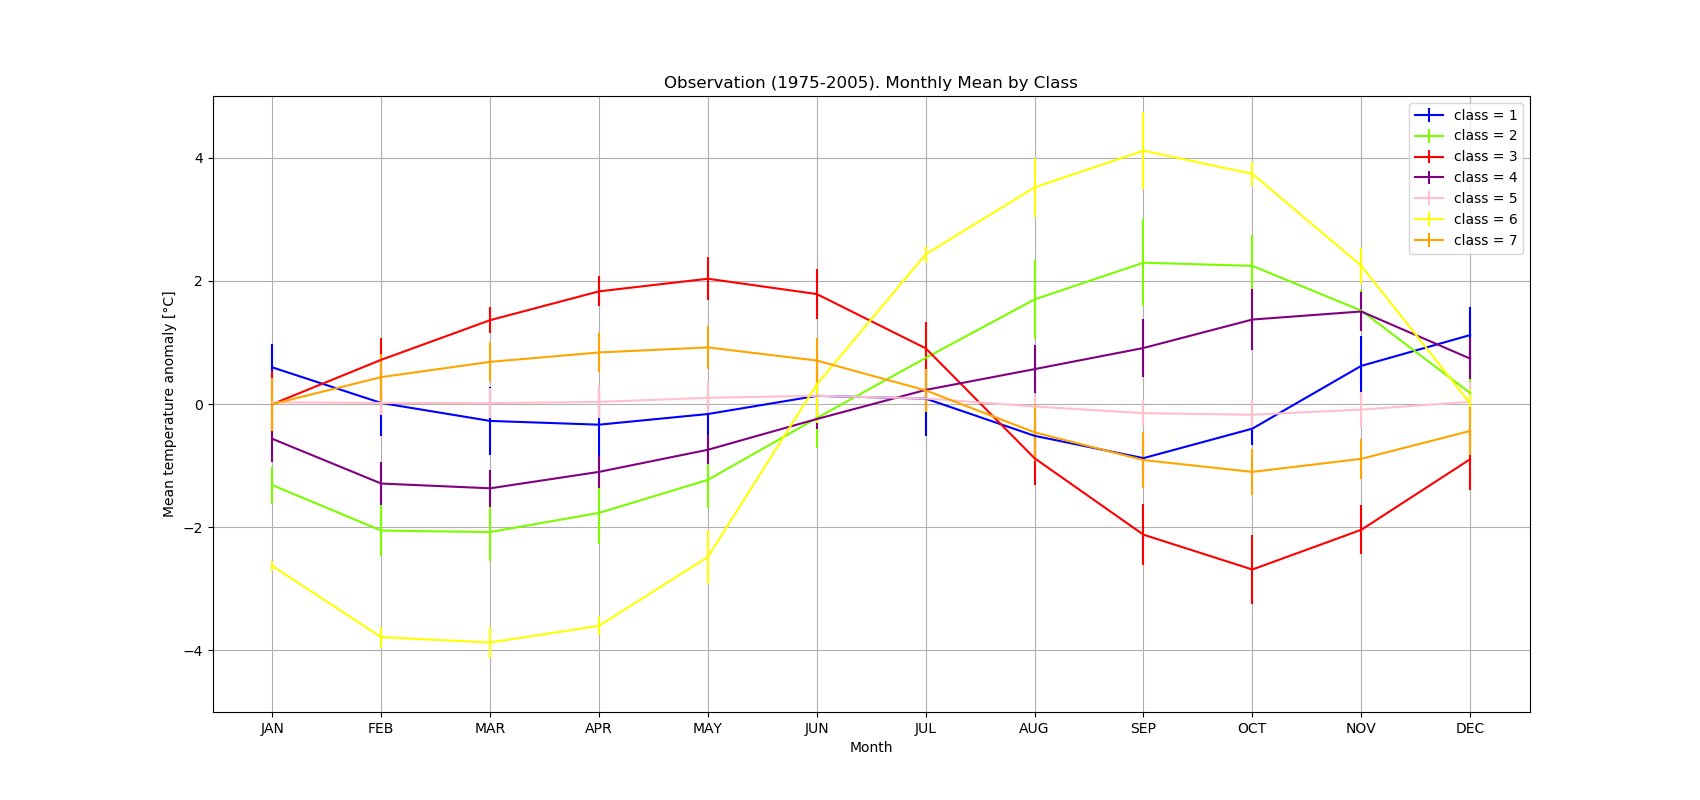 Observation (1975-2005). Monthly Mean by Class
class = 1
class = 2
class = 3
class = 4
class = 5
class = 6
class = 7
Mean temperature anomaly [°C]
4
2
0
−2
−4
JAN FEB MAR APR MAY JUN JUL AUG SEP OCT NOV DEC
Month